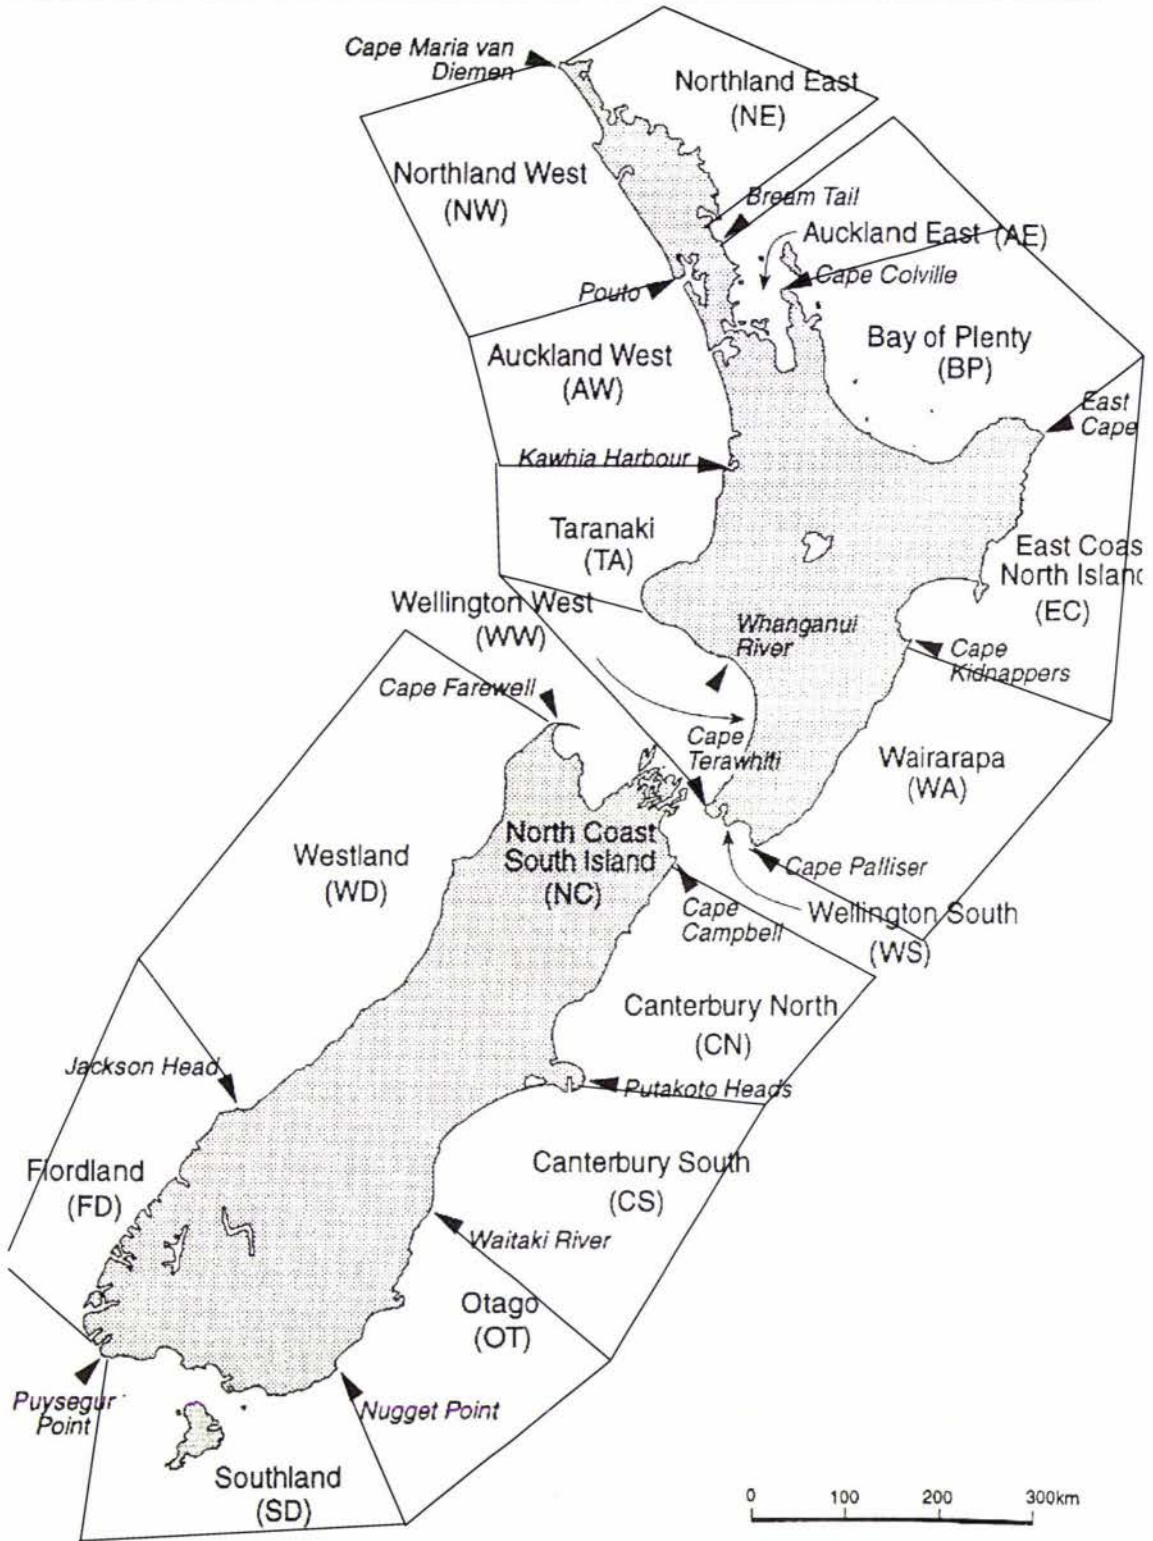 Cape Maria van
Diemen
Northland East
(NE)
Northland West
(NW)
Bream Tail
Auckland East (AE)
Cape Colville
Pouto
Bay of Plenty
(BP)
Auckland West
(AW)
East
Cape
Kawhia Harbour
Taranaki
(TA)
East Coas
North Islanc
(EC)
Wellington West
(WW)
Whanganui
River
Cape
Kidnappers
Cape Farewell
Cape
Terawhiti
Wairarapa
(WA)
North Coast
South Island
(NC)
Westland
(WD)
Cape Palliser
Cape
Campbell
Wellington South
(WS)
Canterbury North
(CN)
Jackson Head
Putakoto Heads
Fiordland
(FD)
Canterbury South
(CS)
Waitaki River
Otago
(OT)
Puysegur
Point
Nugget Point
Southland
(SD)
0 100 200 300km